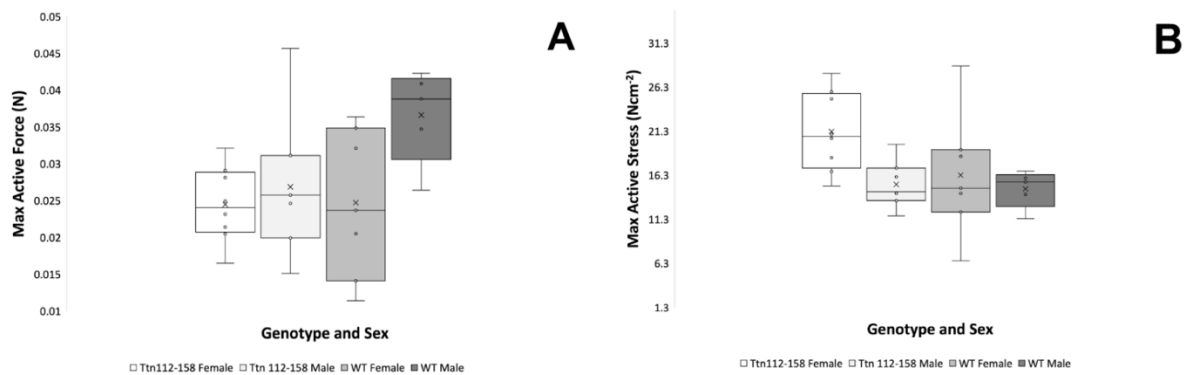 A
Max Active Force (N)
0.05
0.045
0.04
0.035
0.03
0.025
0.02
0.015
0.01
Genotype and Sex
Ttn112-158 Female Ttn 112-158 Male WT Female WT Male
B
Max Active Stress (Ncm⁻²)
31.3
26.3
21.3
16.3
11.3
6.3
1.3
Genotype and Sex
Ttn112-158 Female Ttn 112-158 Male WT Female WT Male